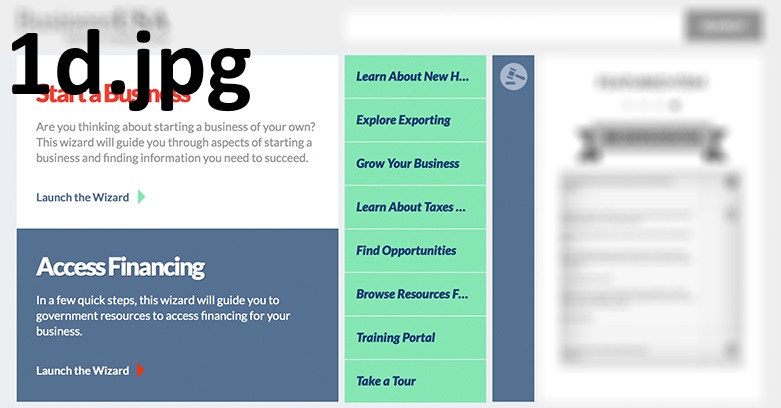 1d.jpg
Start a Business
Are you thinking about starting a business of your own?
This wizard will guide you through aspects of starting a
business and finding information you need to succeed.
Launch the Wizard
Access Financing
In a few quick steps, this wizard will guide you to
government resources to access financing for your
business.
Launch the Wizard
Learn About New H...
Explore Exporting
Grow Your Business
Learn About Taxes ...
Find Opportunities
Browse Resources F...
Training Portal
Take a Tour